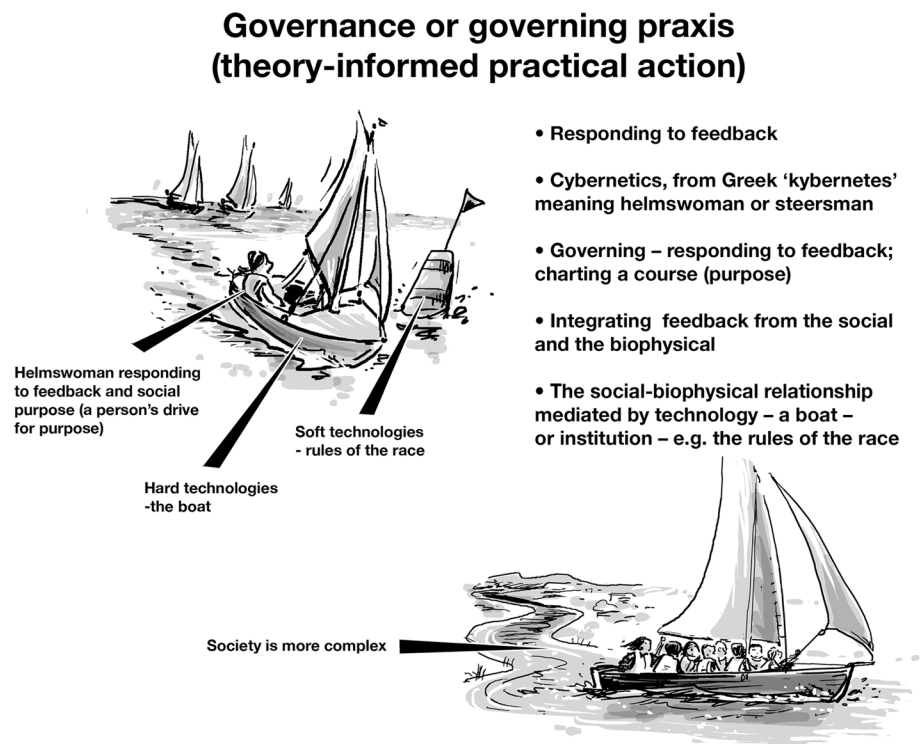 Governance or governing praxis
(theory-informed practical action)
• Responding to feedback
• Cybernetics, from Greek ‘kybernetes’
meaning helmswoman or steersman
• Governing – responding to feedback;
charting a course (purpose)
• Integrating  feedback from the social
and the biophysical
• The social-biophysical relationship
mediated by technology – a boat –
or institution – e.g. the rules of the race
Helmswoman responding
to feedback and social
purpose (a person’s drive
for purpose)
Soft technologies
- rules of the race
Hard technologies
-the boat
Society is more complex